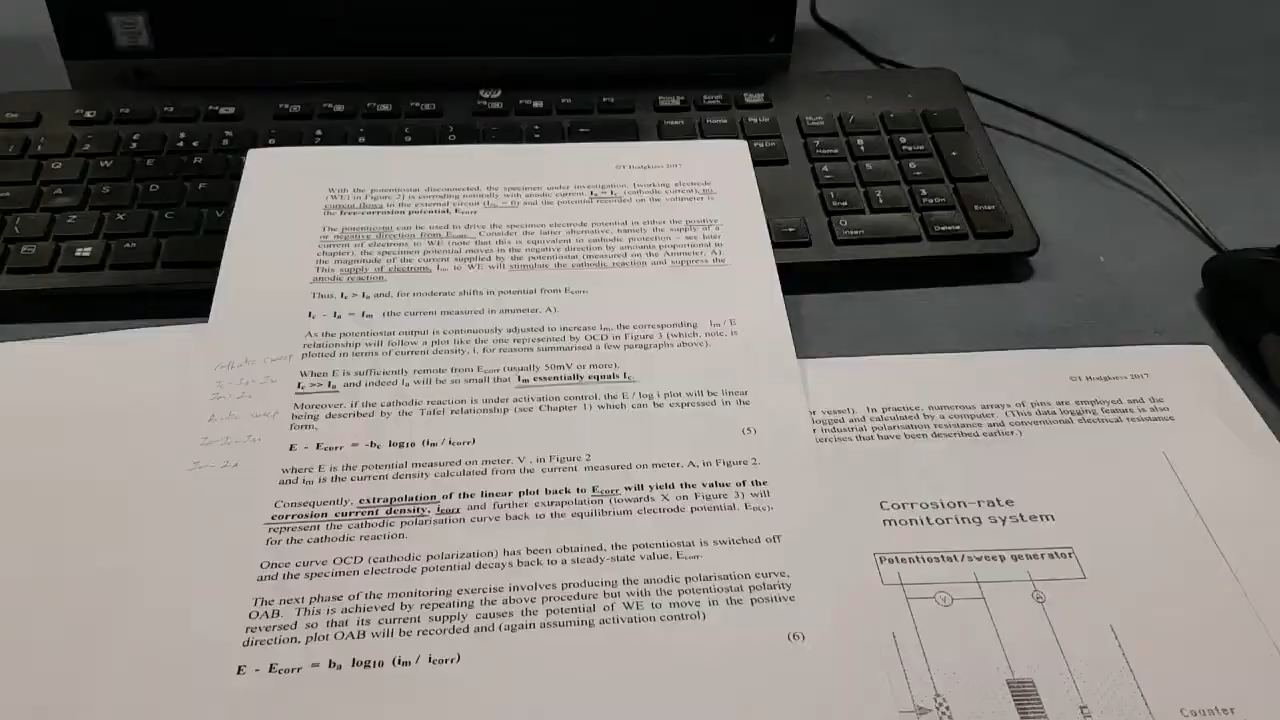 ©T Hodgkiess 2017
With the potentiostat disconnected, the specimen under investigation, [working electrode
(WE) in Figure 2] is corroding naturally with anodic current, Ia = Ic (cathodic current), no
current flows in the external circuit (Im = 0) and the potential recorded on the voltmeter is
the free-corrosion potential, Ecorr
The potentiostat can be used to drive the specimen electrode potential in either the positive
or negative direction from Ecorr. Consider the latter alternative, namely the supply of a
current of electrons to WE (note that this is equivalent to cathodic protection – see later
chapter), the specimen potential moves in the negative direction by amounts proportional to
the magnitude of the current supplied by the potentiostat (measured on the Ammeter, A).
This supply of electrons, Im, to WE will stimulate the cathodic reaction and suppress the
anodic reaction.
Thus, Ic > Ia and, for moderate shifts in potential from Ecorr,
Ic - Ia = Im (the current measured in ammeter, A).
As the potentiostat output is continuously adjusted to increase Im, the corresponding Im / E
relationship will follow a plot like the one represented by OCD in Figure 3 (which, note, is
plotted in terms of current density, i, for reasons summarised a few paragraphs above).
When E is sufficiently remote from Ecorr (usually 50mV or more),
Ic >> Ia and indeed Ia will be so small that Im essentially equals Ic.
Moreover, if the cathodic reaction is under activation control, the E / log i plot will be linear
being described by the Tafel relationship (see Chapter 1) which can be expressed in the
form,
E - Ecorr = -bc log10 (im / icorr) (5)
where E is the potential measured on meter, V , in Figure 2
and im is the current density calculated from the current measured on meter, A, in Figure 2.
Consequently, extrapolation of the linear plot back to Ecorr will yield the value of the
corrosion current density, icorr and further extrapolation (towards X on Figure 3) will
represent the cathodic polarisation curve back to the equilibrium electrode potential, Ep(c),
for the cathodic reaction.
Once curve OCD (cathodic polarization) has been obtained, the potentiostat is switched off
and the specimen electrode potential decays back to a steady-state value, Ecorr.
The next phase of the monitoring exercise involves producing the anodic polarisation curve,
OAB. This is achieved by repeating the above procedure but with the potentiostat polarity
reversed so that its current supply causes the potential of WE to move in the positive
direction, plot OAB will be recorded and (again assuming activation control)
E - Ecorr = ba log10 (im / icorr) (6)
cathodic sweep
Anodic sweep
©T Hodgkiess 2017
or vessel). In practice, numerous arrays of pins are employed and the
logged and calculated by a computer. (This data logging feature is also
r industrial polarisation resistance and conventional electrical resistance
ercises that have been described earlier.)
Corrosion-rate
monitoring system
Potentiostat/sweep generator
V
A
Counter